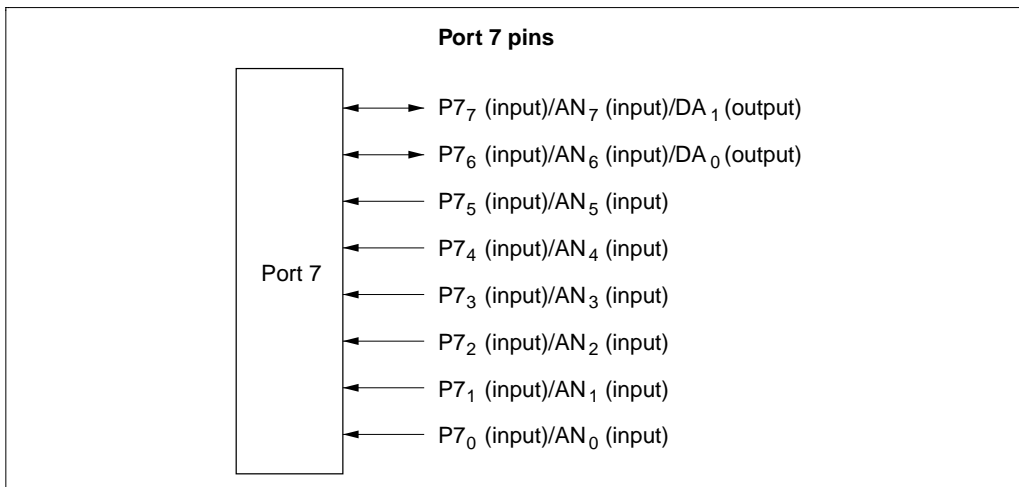 Port 7 pins
P7₇ (input)/AN₇ (input)/DA₁ (output)
P7₆ (input)/AN₆ (input)/DA₀ (output)
P7₅ (input)/AN₅ (input)
P7₄ (input)/AN₄ (input)
Port 7
P7₃ (input)/AN₃ (input)
P7₂ (input)/AN₂ (input)
P7₁ (input)/AN₁ (input)
P7₀ (input)/AN₀ (input)